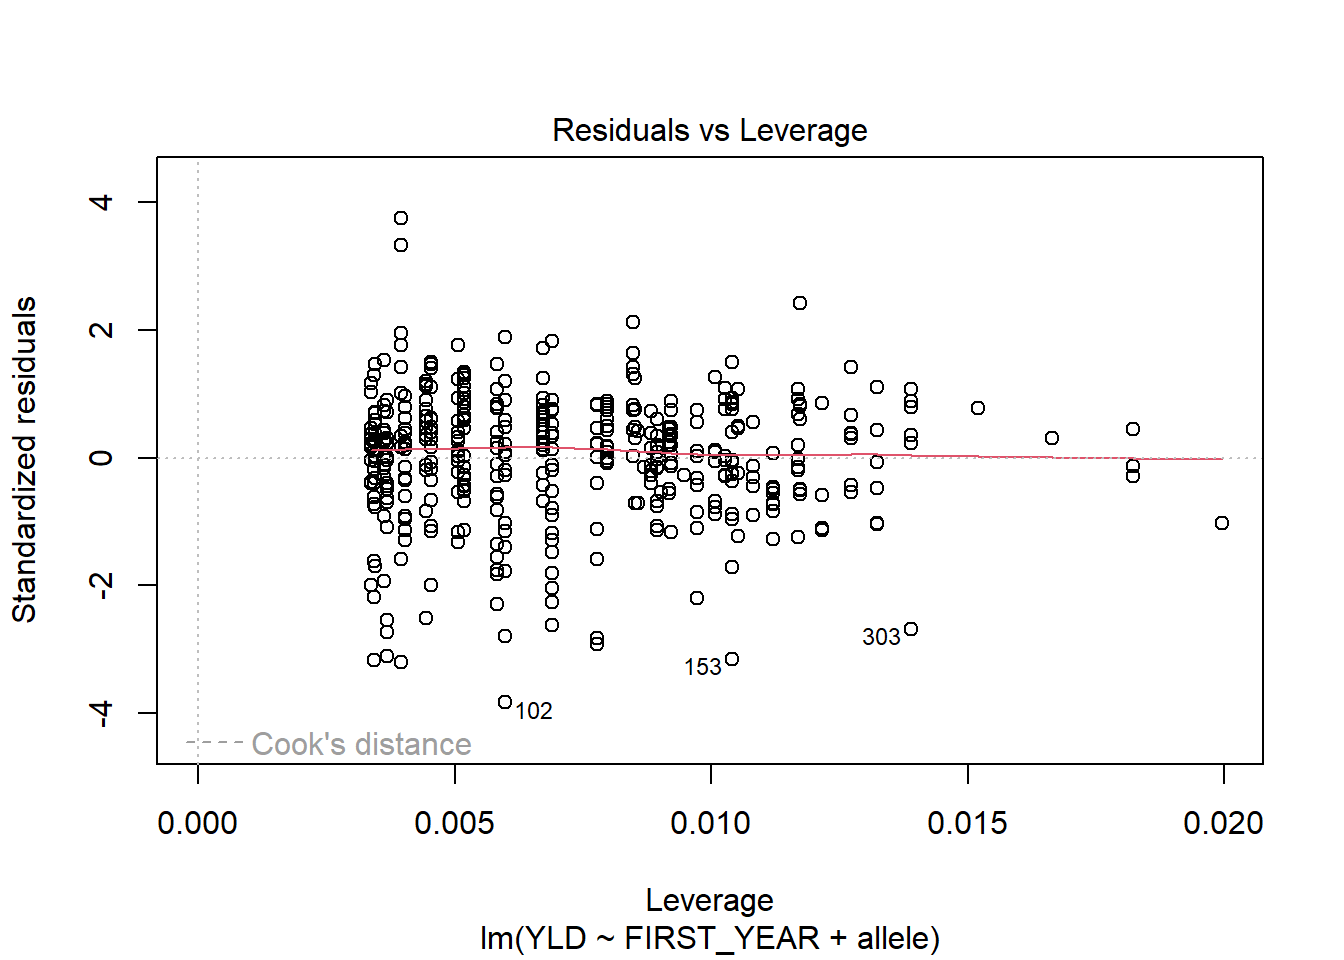 Residuals vs Leverage
Standardized residuals
4
2
0
-2
-4
303
153
102
Cook's distance
0.000 0.005 0.010 0.015 0.020
Leverage
lm(YLD ~ FIRST_YEAR + allele)